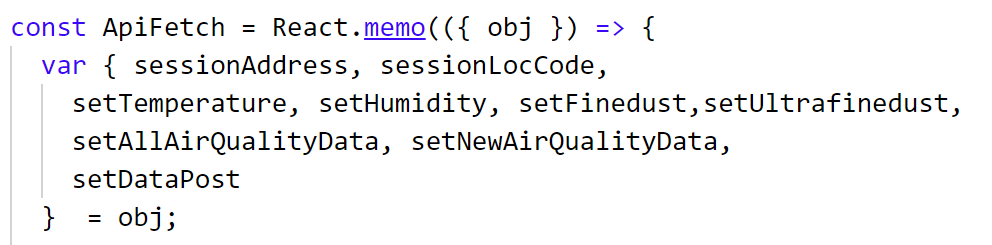 const ApiFetch = React.memo(({ obj }) => {
  var { sessionAddress, sessionLocCode,
    setTemperature, setHumidity, setFinedust,setUltrafinedust,
    setAllAirQualityData, setNewAirQualityData,
    setDataPost
  }  = obj;